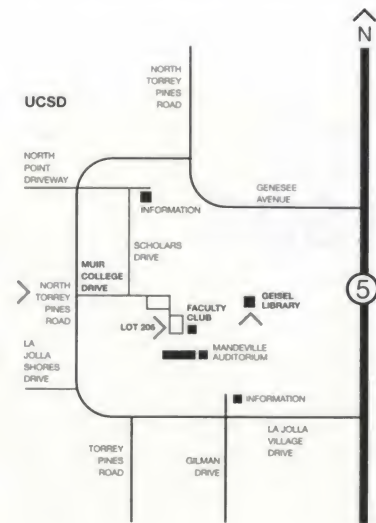 N
NORTH
TORREY
PINES
ROAD
UCSD
NORTH
POINT
DRIVEWAY
GENESEE
AVENUE
INFORMATION
SCHOLARS
DRIVE
MUIR
COLLEGE
DRIVE
NORTH
TORREY
PINES
ROAD
5
GEISEL
LIBRARY
FACULTY
CLUB
LOT 206
LA
JOLLA
SHORES
DRIVE
MANDEVILLE
AUDITORIUM
INFORMATION
LA JOLLA
VILLAGE
DRIVE
TORREY
PINES
ROAD
GILMAN
DRIVE